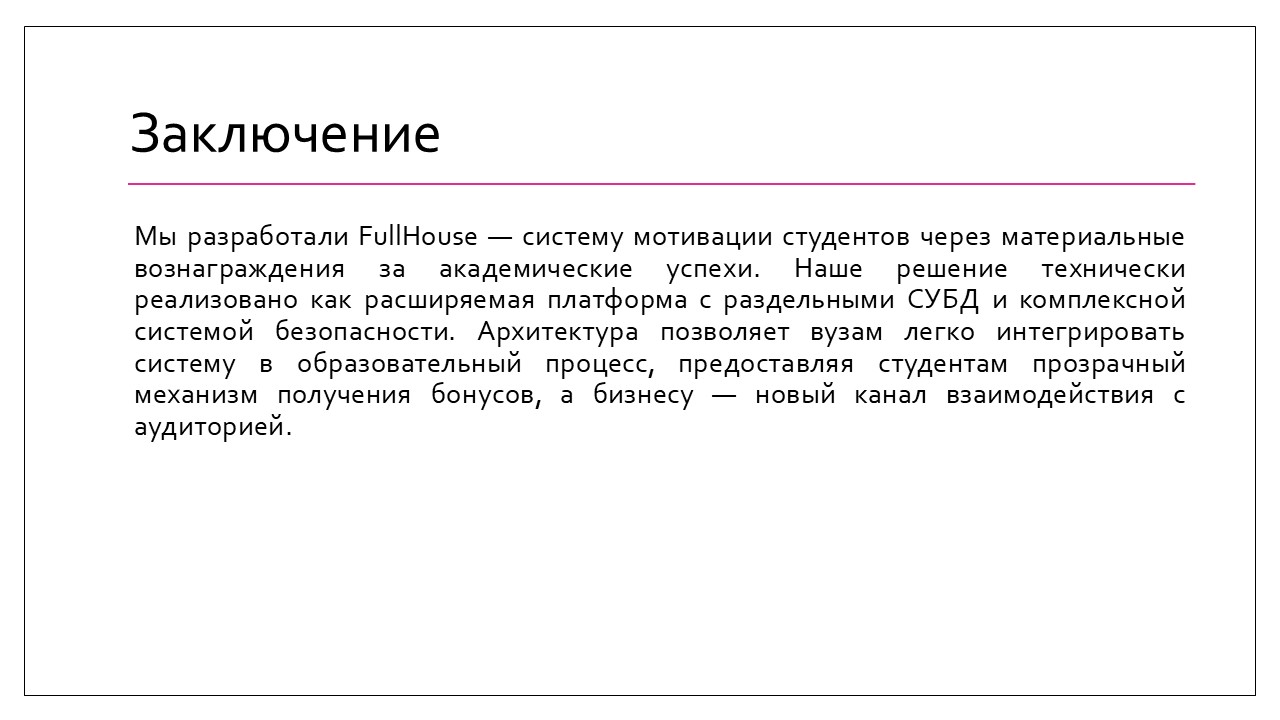 Заключение
Мы разработали FullHouse — систему мотивации студентов через материальные
вознаграждения за академические успехи. Наше решение технически
реализовано как расширяемая платформа с раздельными СУБД и комплексной
системой безопасности. Архитектура позволяет вузам легко интегрировать
систему в образовательный процесс, предоставляя студентам прозрачный
механизм получения бонусов, а бизнесу — новый канал взаимодействия с
аудиторией.